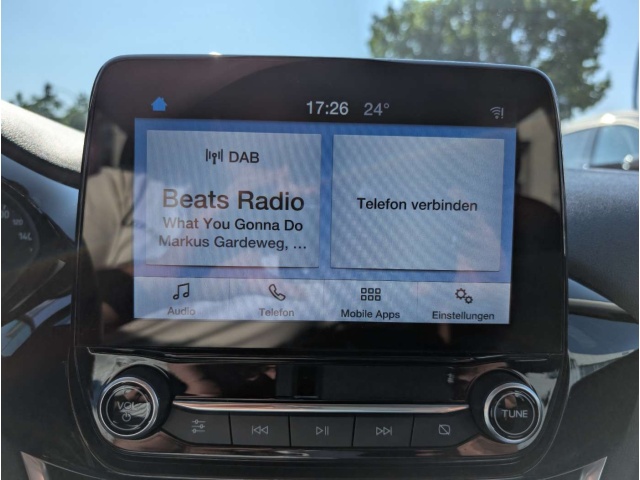 17:26 24°
DAB
Beats Radio
What You Gonna Do
Markus Gardeweg, ...
Telefon verbinden
Audio
Telefon
Mobile Apps
Einstellungen
VOL
TUNE